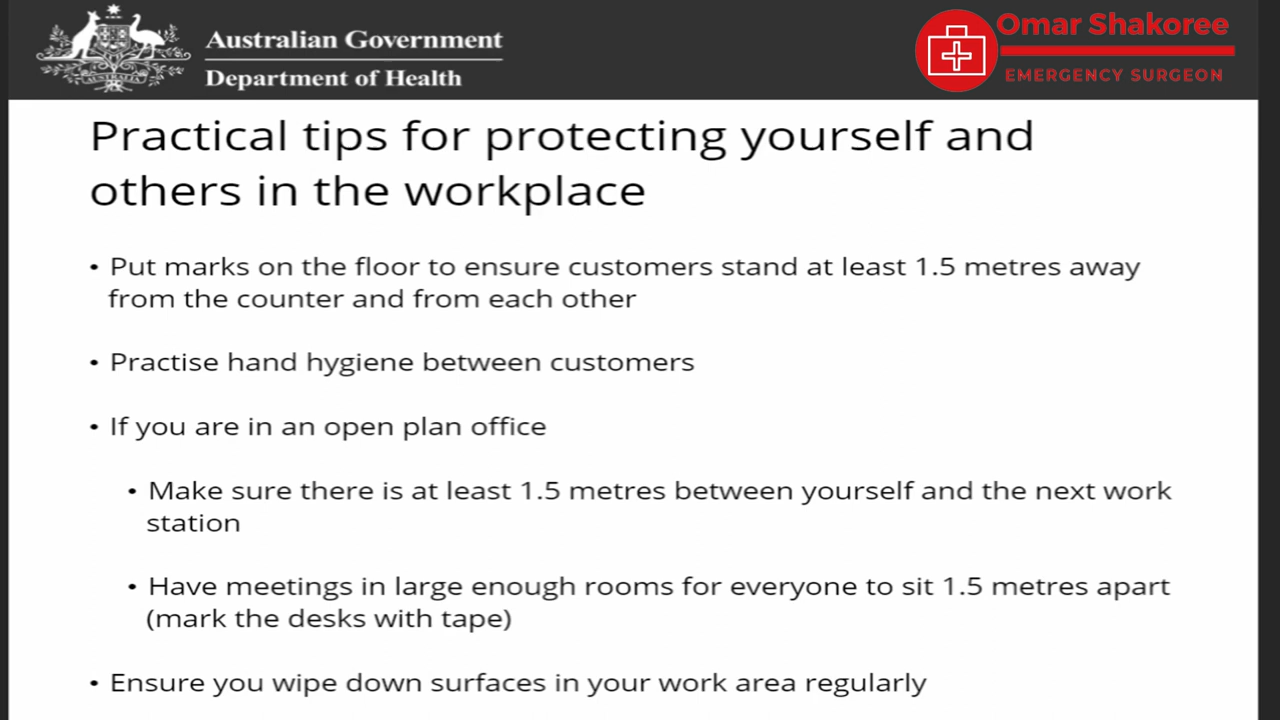 Australian Government
Department of Health
Omar Shakoree
EMERGENCY SURGEON
Practical tips for protecting yourself and
others in the workplace
• Put marks on the floor to ensure customers stand at least 1.5 metres away
from the counter and from each other
• Practise hand hygiene between customers
• If you are in an open plan office
• Make sure there is at least 1.5 metres between yourself and the next work
station
• Have meetings in large enough rooms for everyone to sit 1.5 metres apart
(mark the desks with tape)
• Ensure you wipe down surfaces in your work area regularly